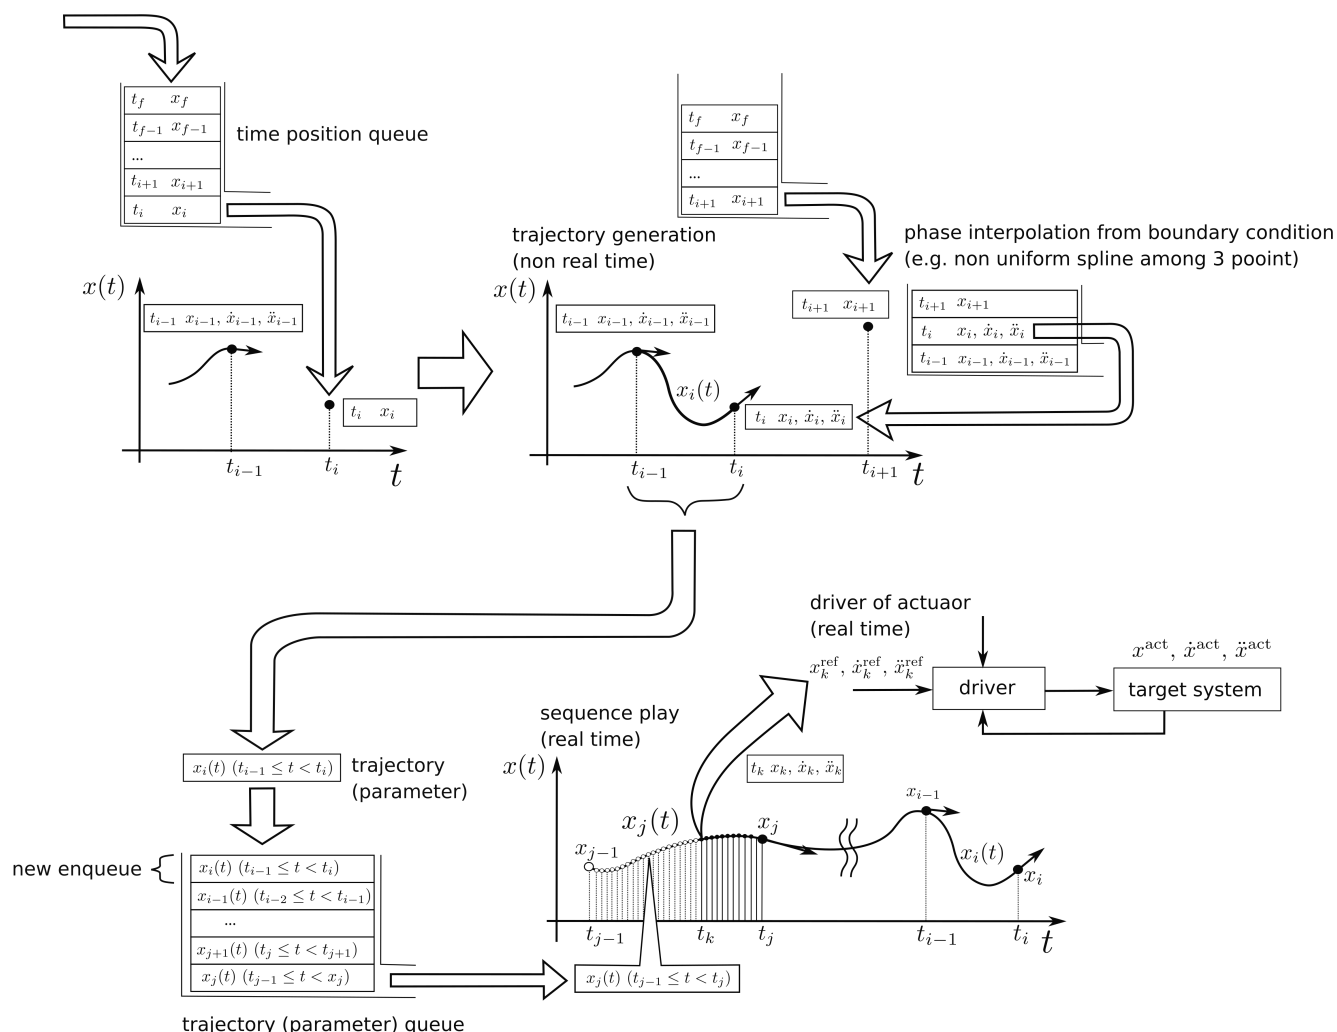 t_f x_f
t_{f−1} x_{f−1}
...
t_{i+1} x_{i+1}
t_i x_i
time position queue
x(t)
t_{i−1} x_{i−1}, ẋ_{i−1}, ẍ_{i−1}
t_i x_i
t_{i−1} t_i t
t_f x_f
t_{f−1} x_{f−1}
...
t_{i+1} x_{i+1}
trajectory generation
(non real time)
phase interpolation from boundary condition
(e.g. non uniform spline among 3 pooint)
x(t)
t_{i−1} x_{i−1}, ẋ_{i−1}, ẍ_{i−1}
t_{i+1} x_{i+1}
t_{i+1} x_{i+1}
t_i x_i, ẋ_i, ẍ_i
t_{i−1} x_{i−1}, ẋ_{i−1}, ẍ_{i−1}
x_i(t)
t_i x_i, ẋ_i, ẍ_i
t_{i−1} t_i t_{i+1} t
driver of actuaor
(real time)
x_k^{ref}, ẋ_k^{ref}, ẍ_k^{ref}
driver
x^{act}, ẋ^{act}, ẍ^{act}
target system
x_i(t) (t_{i−1} ≤ t < t_i)
trajectory
(parameter)
new enqueue
x_i(t) (t_{i−1} ≤ t < t_i)
x_{i−1}(t) (t_{i−2} ≤ t < t_{i−1})
...
x_{j+1}(t) (t_j ≤ t < t_{j+1})
x_j(t) (t_{j−1} ≤ t < x_j)
trajectory (parameter) queue
sequence play
(real time)
x(t)
t_k x_k, ẋ_k, ẍ_k
x_{j−1}
x_j(t)
x_j
x_{i−1}
x_i(t)
x_i
t_{j−1} t_k t_j t_{i−1} t_i t
x_j(t) (t_{j−1} ≤ t < t_j)